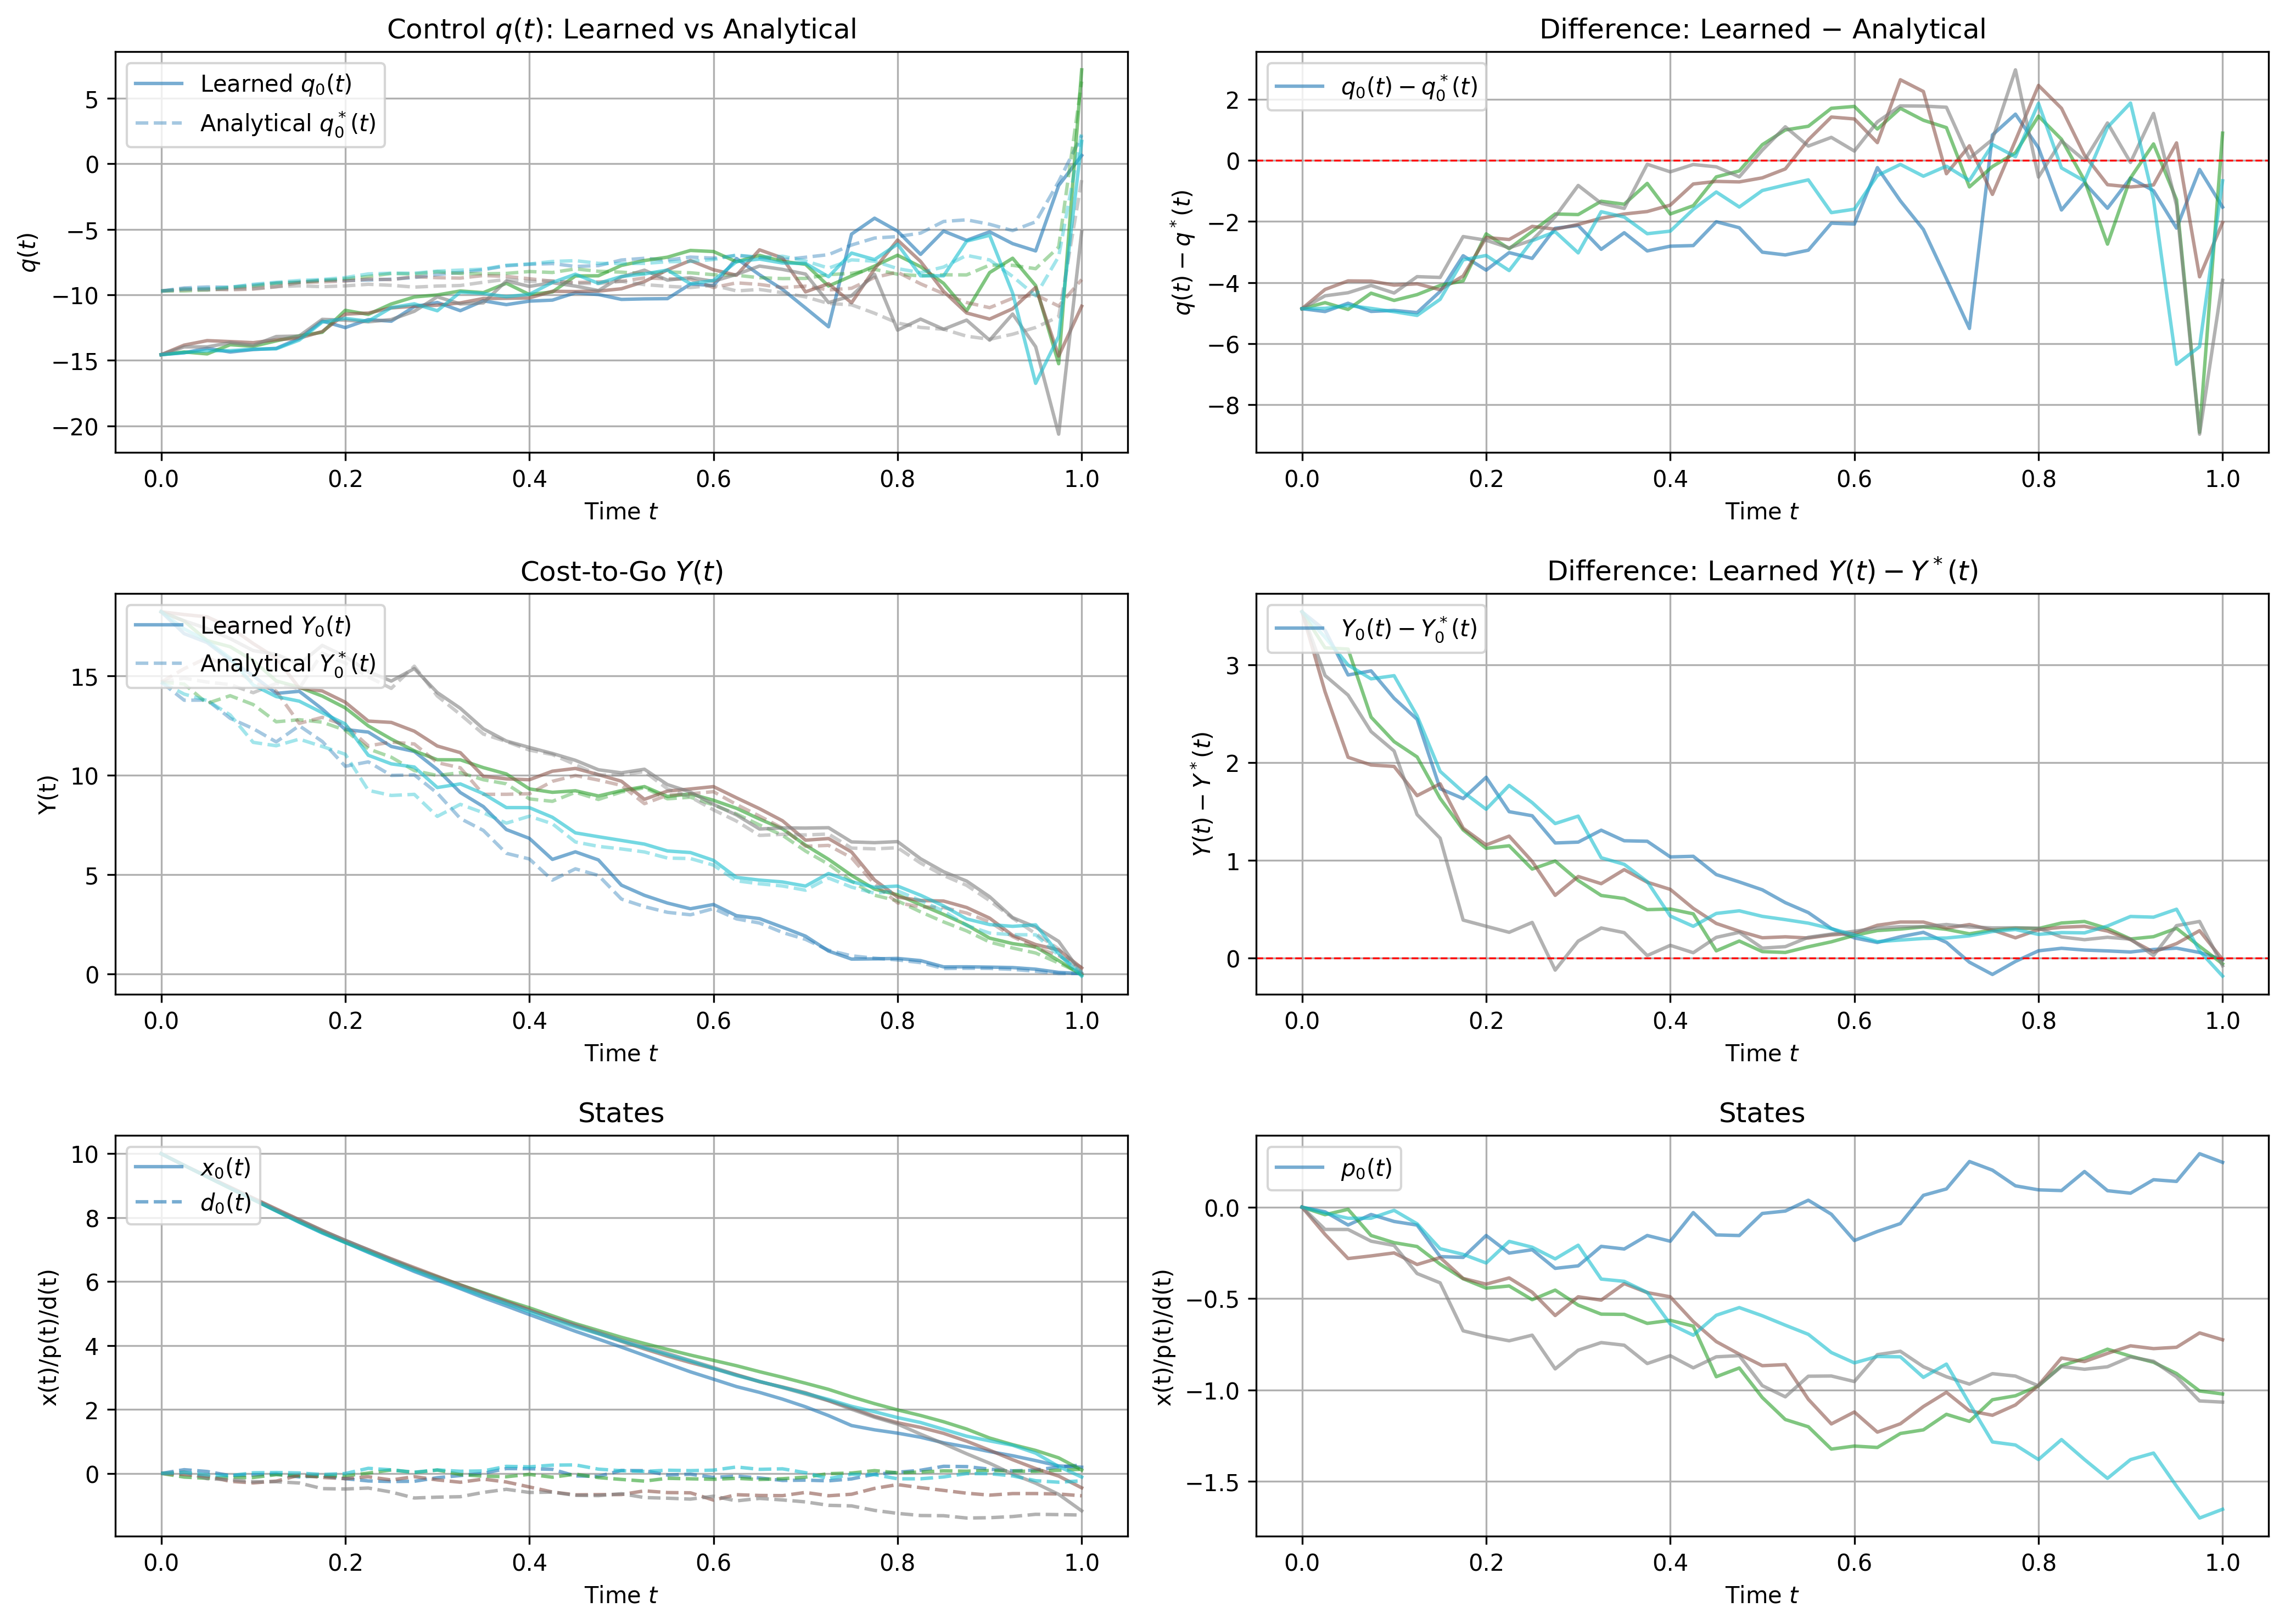 Control q(t): Learned vs Analytical
Learned q₀(t)
Analytical q₀*(t)
q(t)
5
0
−5
−10
−15
−20
0.0 0.2 0.4 0.6 0.8 1.0
Time t
Difference: Learned − Analytical
q₀(t) − q₀*(t)
q(t) − q*(t)
2
0
−2
−4
−6
−8
0.0 0.2 0.4 0.6 0.8 1.0
Time t
Cost-to-Go Y(t)
Learned Y₀(t)
Analytical Y₀*(t)
Y(t)
15
10
5
0
0.0 0.2 0.4 0.6 0.8 1.0
Time t
Difference: Learned Y(t) − Y*(t)
Y₀(t) − Y₀*(t)
Y(t) − Y*(t)
3
2
1
0
0.0 0.2 0.4 0.6 0.8 1.0
Time t
States
x₀(t)
d₀(t)
x(t)/p(t)/d(t)
10
8
6
4
2
0
0.0 0.2 0.4 0.6 0.8 1.0
Time t
States
p₀(t)
x(t)/p(t)/d(t)
0.0
−0.5
−1.0
−1.5
0.0 0.2 0.4 0.6 0.8 1.0
Time t